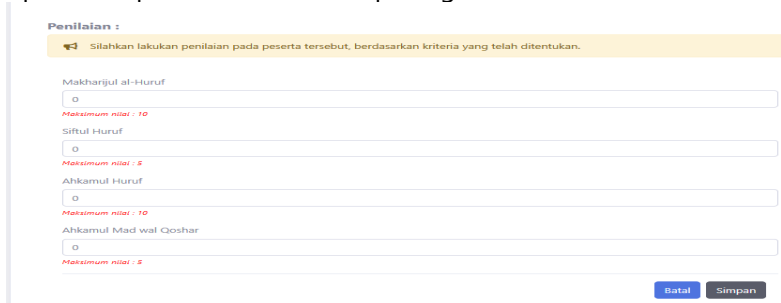 Penilaian :
Silahkan lakukan penilaian pada peserta tersebut, berdasarkan kriteria yang telah ditentukan.
Makharijul al-Huruf
0
Maksimum nilai : 10
Siftul Huruf
0
Maksimum nilai : 5
Ahkamul Huruf
0
Maksimum nilai : 10
Ahkamul Mad wal Qoshar
0
Maksimum nilai : 5
Batal Simpan